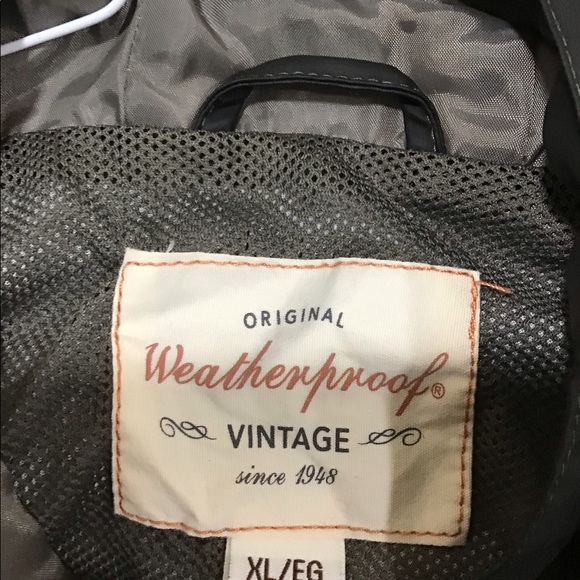 ORIGINAL
Weatherproof®
VINTAGE
since 1948
XL/EG